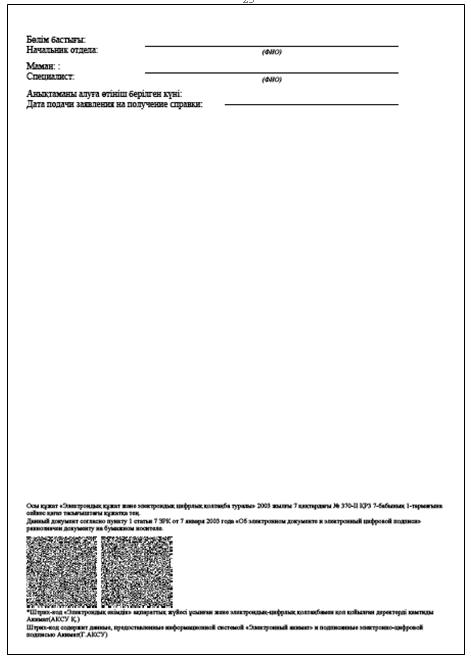 23
Бөлім бастығы:
Начальник отдела:
(ФИО)
Маман: :
Специалист:
(ФИО)
Анықтаманы алуға өтініш берілген күні:
Дата подачи заявления на получение справки:
Осы құжат «Электрондық құжат және электрондық цифрлық қолтаңба туралы» 2003 жылғы 7 қаңтардағы № 370-II ҚРЗ 7-бабының 1-тармағына
сәйкес қағаз тасығыштағы құжатқа тең.
Данный документ согласно пункту 1 статьи 7 ЗРК от 7 января 2003 года «Об электронном документе и электронный цифровой подписи»
равнозначен документу на бумажном носителе.
*Штрих-код «Электрондық әкімдік» ақпараттық жүйесі ұсынған және электрондық-цифрлық қолтаңбамен қол қойылған деректерді қамтиды
Акимат(АКСУ Қ.)
Штрих-код содержит данные, предоставленные информационной системой «Электронный акимат» и подписанные электронно-цифровой
подписью Акимат(Г.АКСУ)